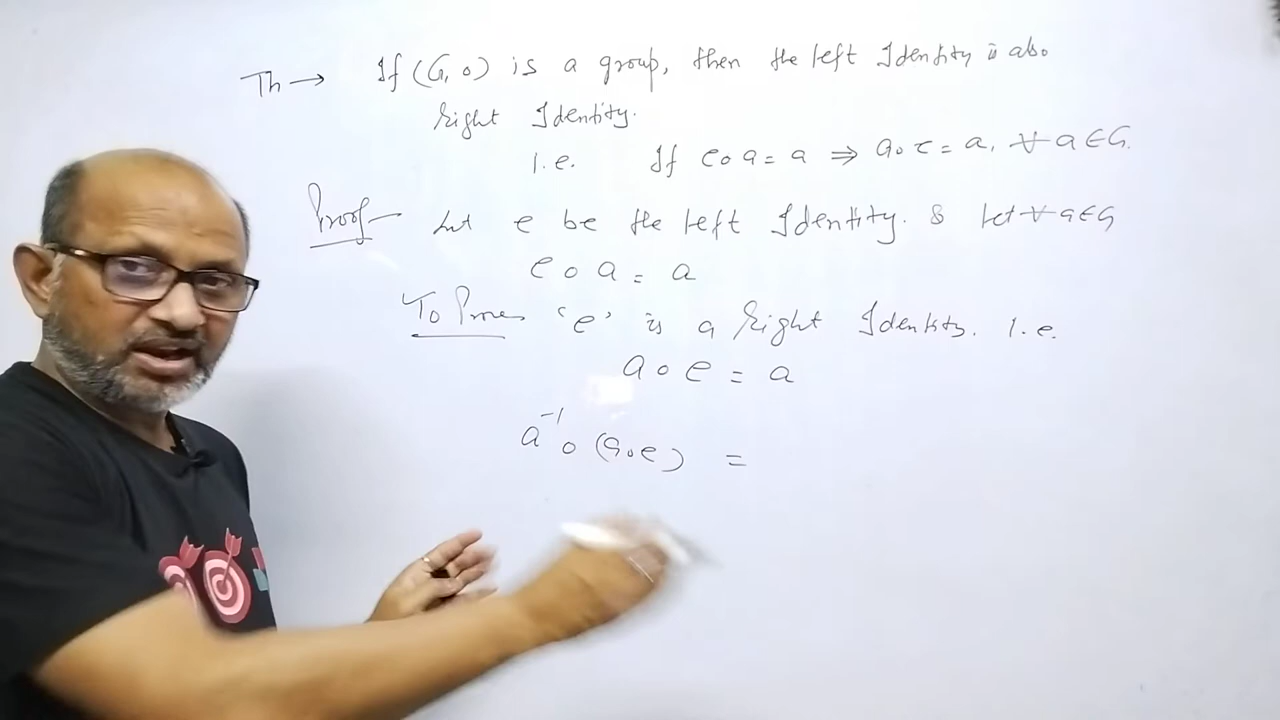 Th → If (G, o) is a group, then the left Identity is also
Right Identity.
i.e. If e o a = a ⇒ a o e = a, ∀ a ∈ G.
Proof – Let e be the left Identity. & let ∀ a ∈ G
e o a = a
To Prove 'e' is a Right Identity. i.e.
a o e = a
a⁻¹ o (a o e) =